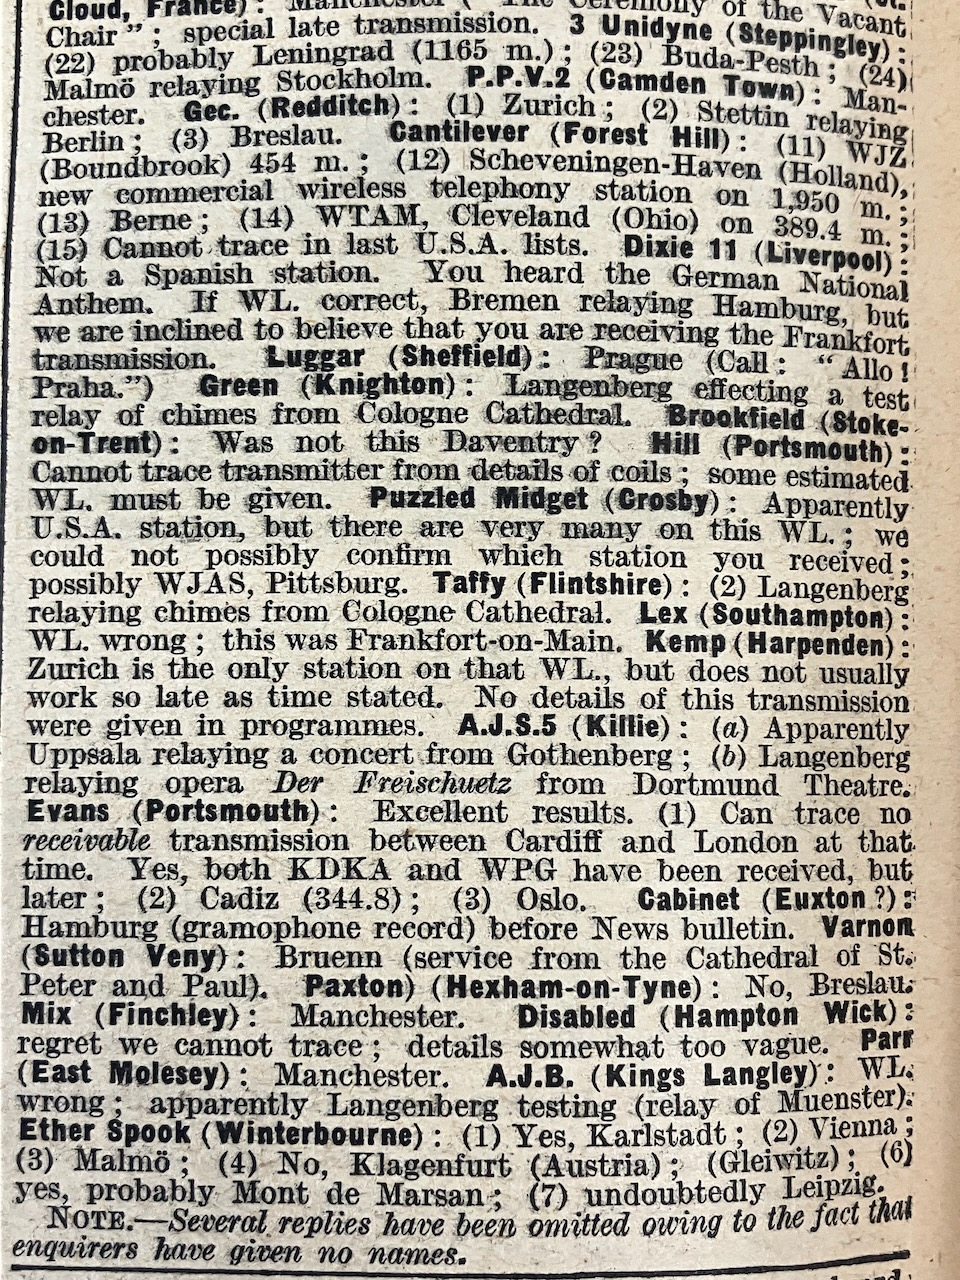 Cloud, France): Manchester ("The Ceremony of the Vacant
Chair"; special late transmission. 3 Unidyne (Steppingley):
(22) probably Leningrad (1165 m.); (23) Buda-Pesth; (24)
Malmö relaying Stockholm. P.P.V.2 (Camden Town): Man-
chester. Gec. (Redditch): (1) Zurich; (2) Stettin relaying
Berlin; (3) Breslau. Cantilever (Forest Hill): (11) WJZ
(Boundbrook) 454 m.; (12) Scheveningen-Haven (Holland),
new commercial wireless telephony station on 1,950 m.;
(13) Berne; (14) WTAM, Cleveland (Ohio) on 389.4 m.;
(15) Cannot trace in last U.S.A. lists. Dixie 11 (Liverpool):
Not a Spanish station. You heard the German National
Anthem. If WL. correct, Bremen relaying Hamburg, but
we are inclined to believe that you are receiving the Frankfort
transmission. Luggar (Sheffield): Prague (Call: "Allo!
Praha.") Green (Knighton): Langenberg effecting a test
relay of chimes from Cologne Cathedral. Brookfield (Stoke-
on-Trent): Was not this Daventry? Hill (Portsmouth):
Cannot trace transmitter from details of coils; some estimated
WL. must be given. Puzzled Midget (Crosby): Apparently
U.S.A. station, but there are very many on this WL.; we
could not possibly confirm which station you received;
possibly WJAS, Pittsburg. Taffy (Flintshire): (2) Langenberg
relaying chimes from Cologne Cathedral. Lex (Southampton):
WL. wrong; this was Frankfort-on-Main. Kemp (Harpenden):
Zurich is the only station on that WL., but does not usually
work so late as time stated. No details of this transmission
were given in programmes. A.J.S.5 (Killie): (a) Apparently
Uppsala relaying a concert from Gothenberg; (b) Langenberg
relaying opera Der Freischuetz from Dortmund Theatre.
Evans (Portsmouth): Excellent results. (1) Can trace no
receivable transmission between Cardiff and London at that
time. Yes, both KDKA and WPG have been received, but
later; (2) Cadiz (344.8); (3) Oslo. Cabinet (Euxton?):
Hamburg (gramophone record) before News bulletin. Varnon
(Sutton Veny): Bruenn (service from the Cathedral of St.
Peter and Paul). Paxton) (Hexham-on-Tyne): No, Breslau.
Mix (Finchley): Manchester. Disabled (Hampton Wick):
regret we cannot trace; details somewhat too vague. Parr
(East Molesey): Manchester. A.J.B. (Kings Langley): WL.
wrong; apparently Langenberg testing (relay of Muenster).
Ether Spook (Winterbourne): (1) Yes, Karlstadt; (2) Vienna;
(3) Malmö; (4) No, Klagenfurt (Austria); (Gleiwitz); (6)
yes, probably Mont de Marsan; (7) undoubtedly Leipzig.
NOTE.—Several replies have been omitted owing to the fact that
enquirers have given no names.